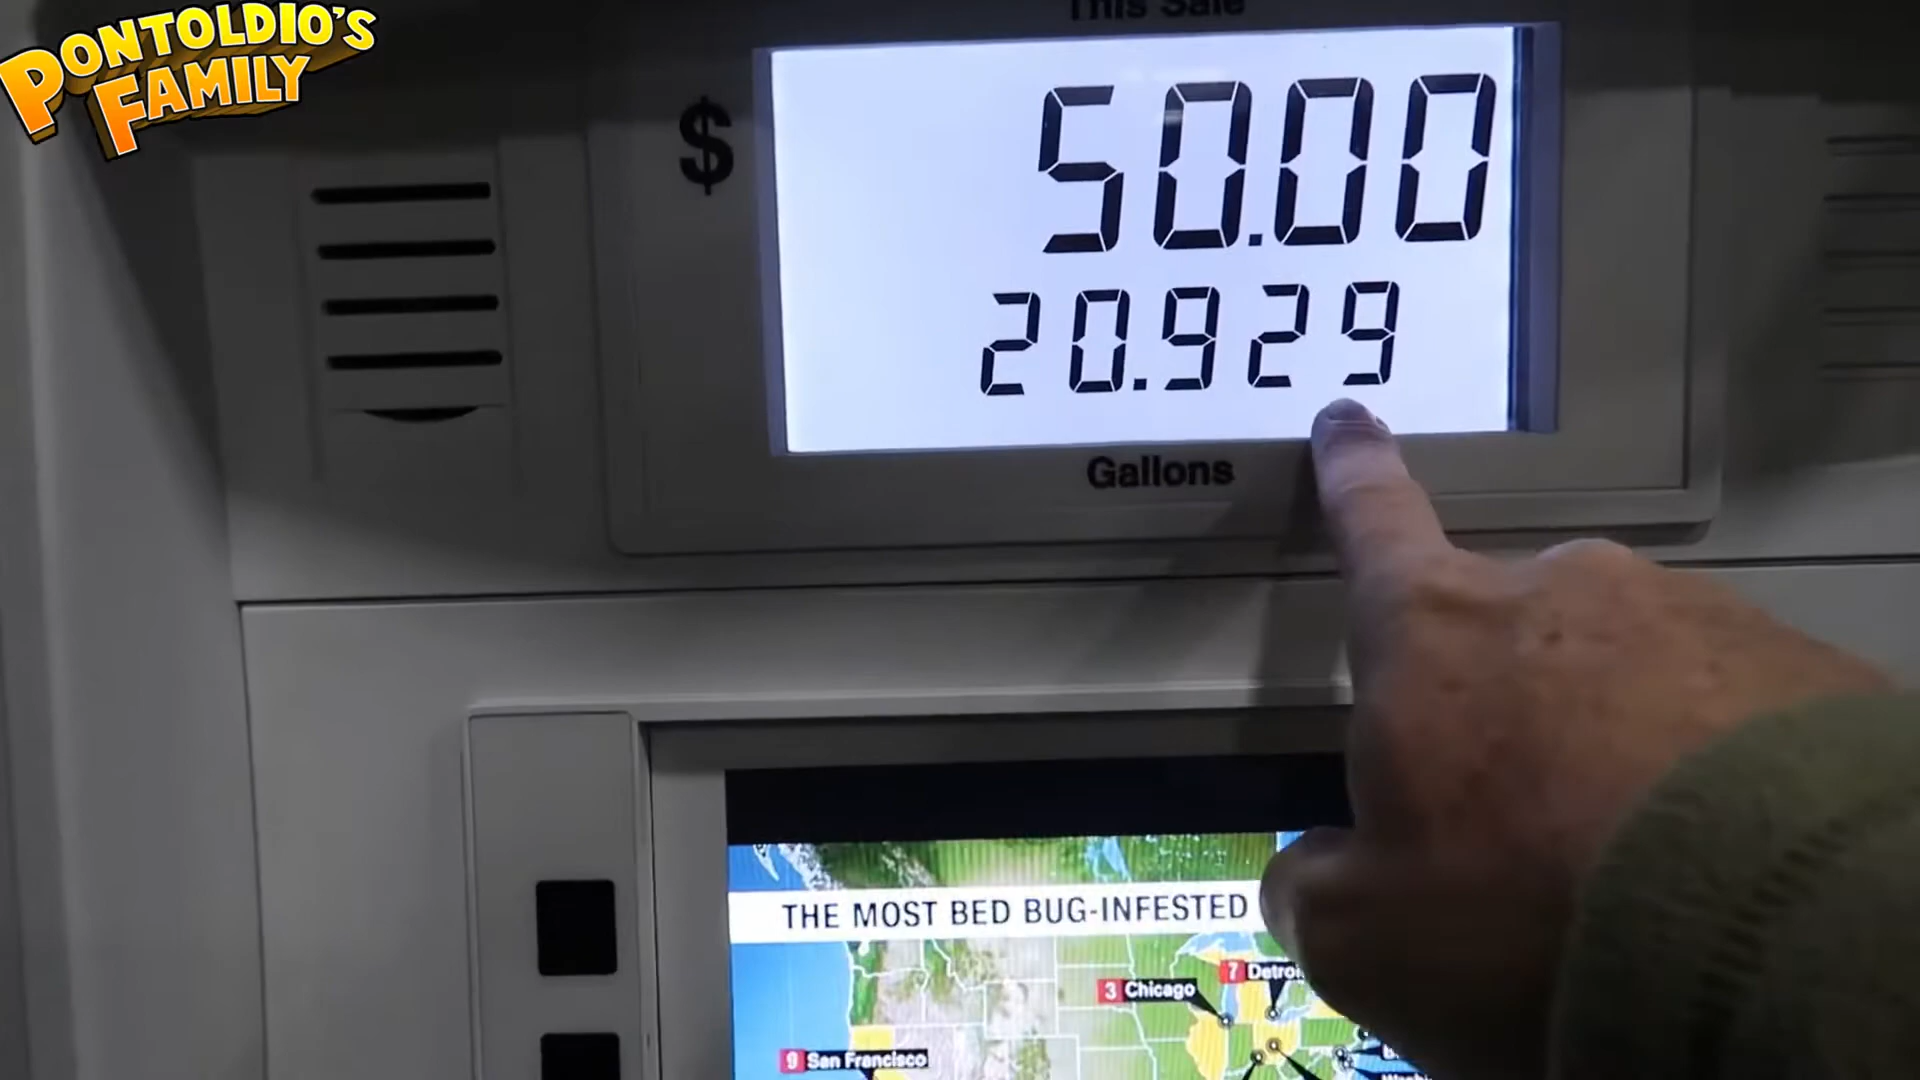 PONTOLDIO'S
FAMILY
This Sale
$
50.00
20.929
Gallons
THE MOST BED BUG-INFESTED
7 Detroi
3 Chicago
9 San Francisco